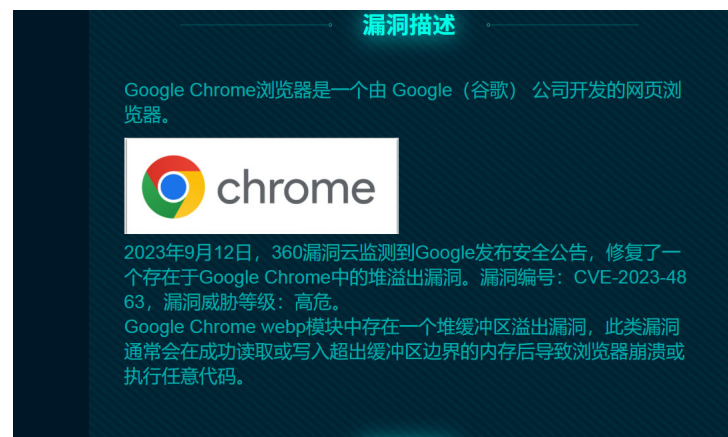 漏洞描述
Google Chrome浏览器是一个由 Google（谷歌） 公司开发的网页浏
览器。
chrome
2023年9月12日，360漏洞云监测到Google发布安全公告，修复了一
个存在于Google Chrome中的堆溢出漏洞。漏洞编号：CVE-2023-48
63，漏洞威胁等级：高危。
Google Chrome webp模块中存在一个堆缓冲区溢出漏洞，此类漏洞
通常会在成功读取或写入超出缓冲区边界的内存后导致浏览器崩溃或
执行任意代码。